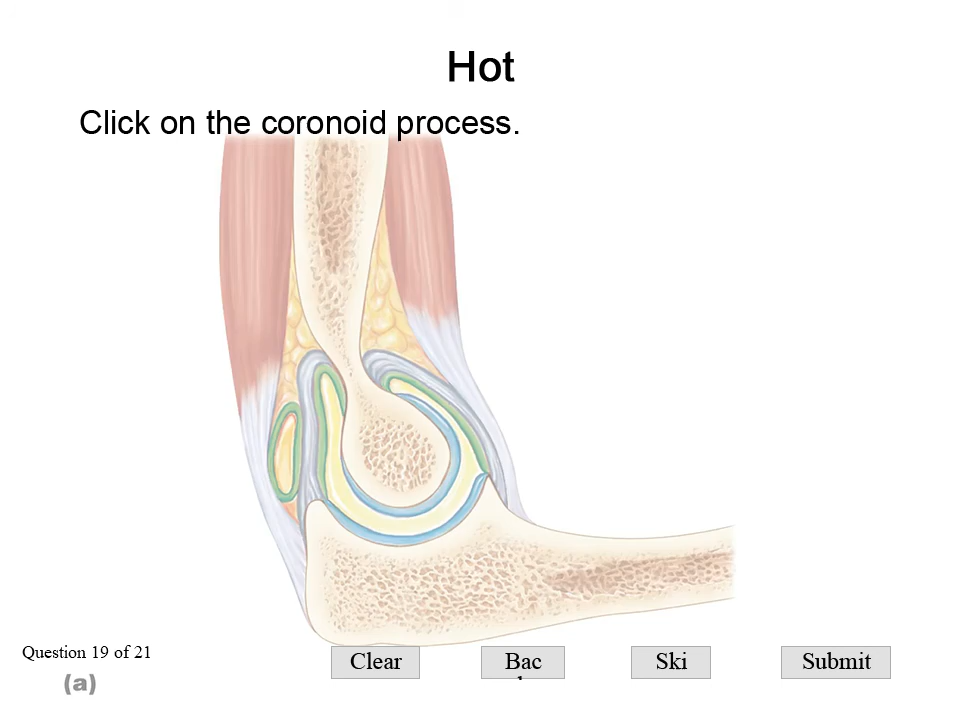 Hot
Click on the coronoid process.
Question 19 of 21
Clear
Bac
Ski
Submit
(a)